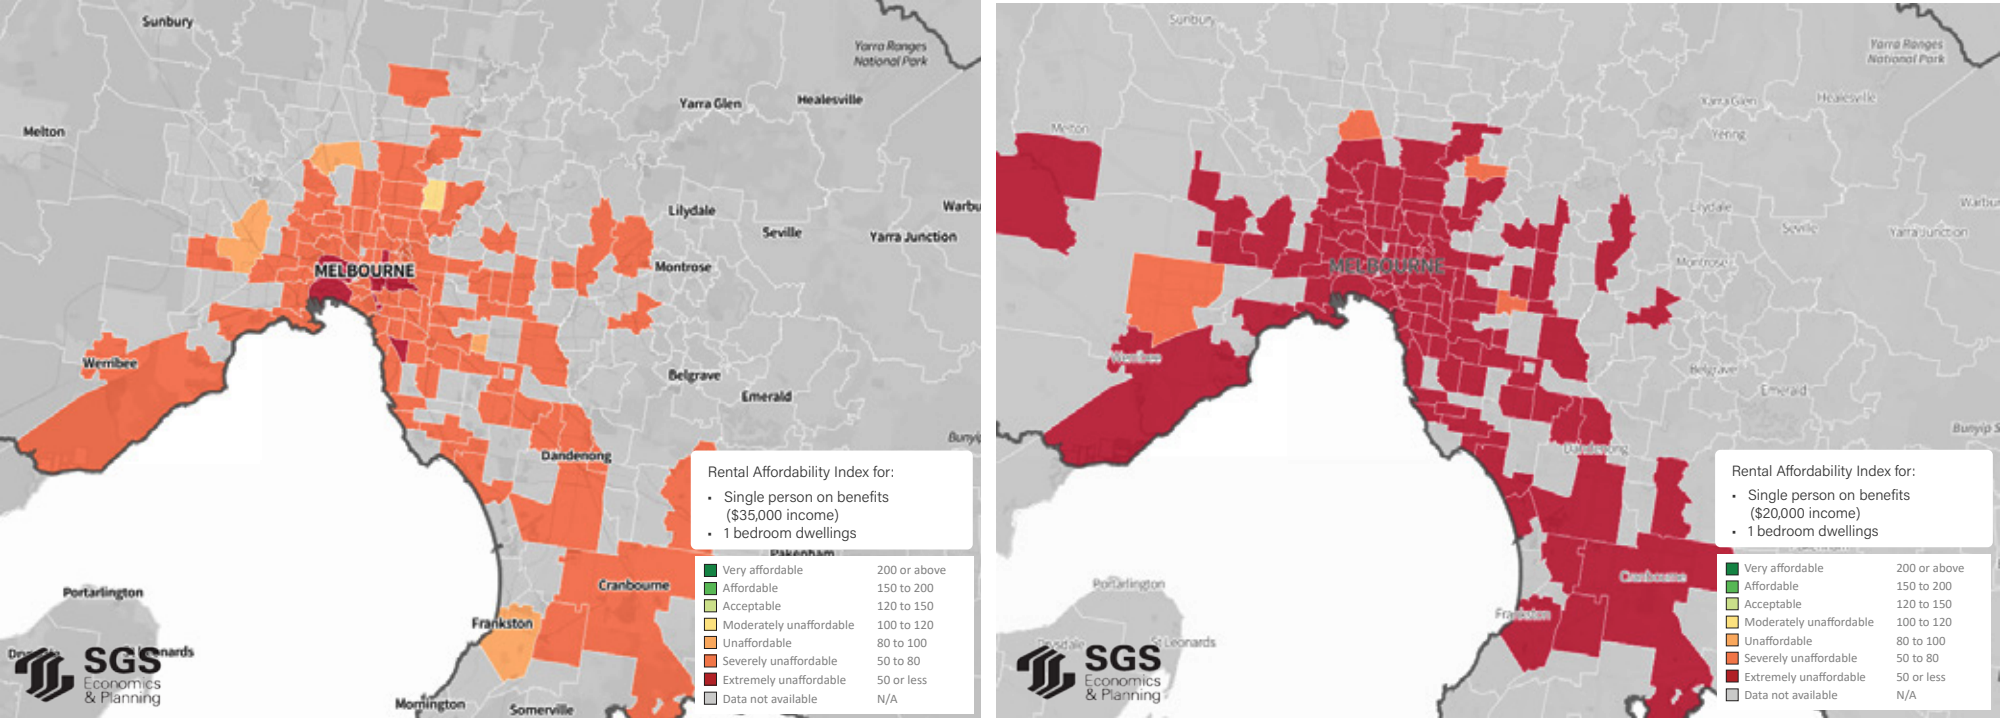 Sunbury
Yarra Ranges
National Park
Yarra Glen
Healesville
Melton
Lilydale
Warbu
Seville
Yarra Junction
MELBOURNE
Montrose
Werribee
Belgrave
Emerald
Bunyip
Dandenong
Rental Affordability Index for:
• Single person on benefits
($35,000 income)
• 1 bedroom dwellings
Pakenham
Cranbourne
Portarlington
Frankston
nards
SGS
Economics
& Planning
Mornington
Somerville
Very affordable 200 or above
Affordable 150 to 200
Acceptable 120 to 150
Moderately unaffordable 100 to 120
Unaffordable 80 to 100
Severely unaffordable 50 to 80
Extremely unaffordable 50 or less
Data not available N/A
Sunbury
Yarra Ranges
National Park
Yarra Glen
Healesville
Melton
Yering
Lilydale
Warbur
Seville
Yarra Junction
MELBOURNE
Montrose
Werribee
Belgrave
Emerald
Bunyip S
Dandenong
Rental Affordability Index for:
• Single person on benefits
($20,000 income)
• 1 bedroom dwellings
Cranbourne
Portarlington
Frankston
Drysdale
St Leonards
SGS
Economics
& Planning
Very affordable 200 or above
Affordable 150 to 200
Acceptable 120 to 150
Moderately unaffordable 100 to 120
Unaffordable 80 to 100
Severely unaffordable 50 to 80
Extremely unaffordable 50 or less
Data not available N/A